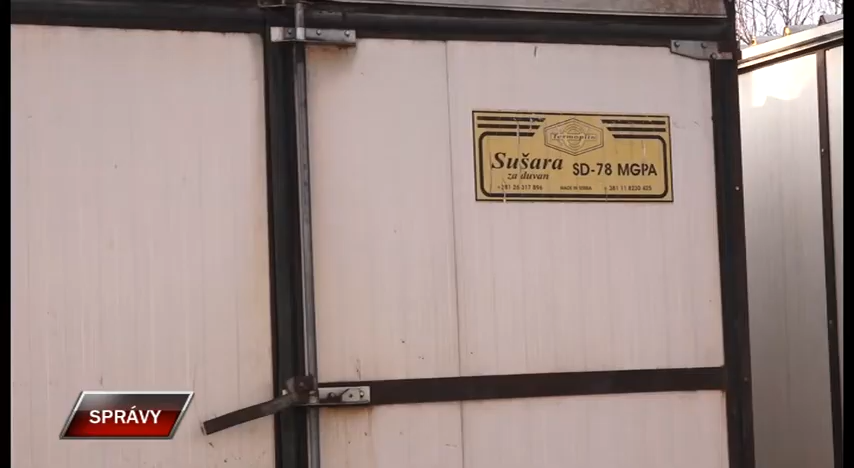 Termoplin
Sušara
za duvan
SD-78 MGPA
MADE IN SERBIA
SPRÁVY